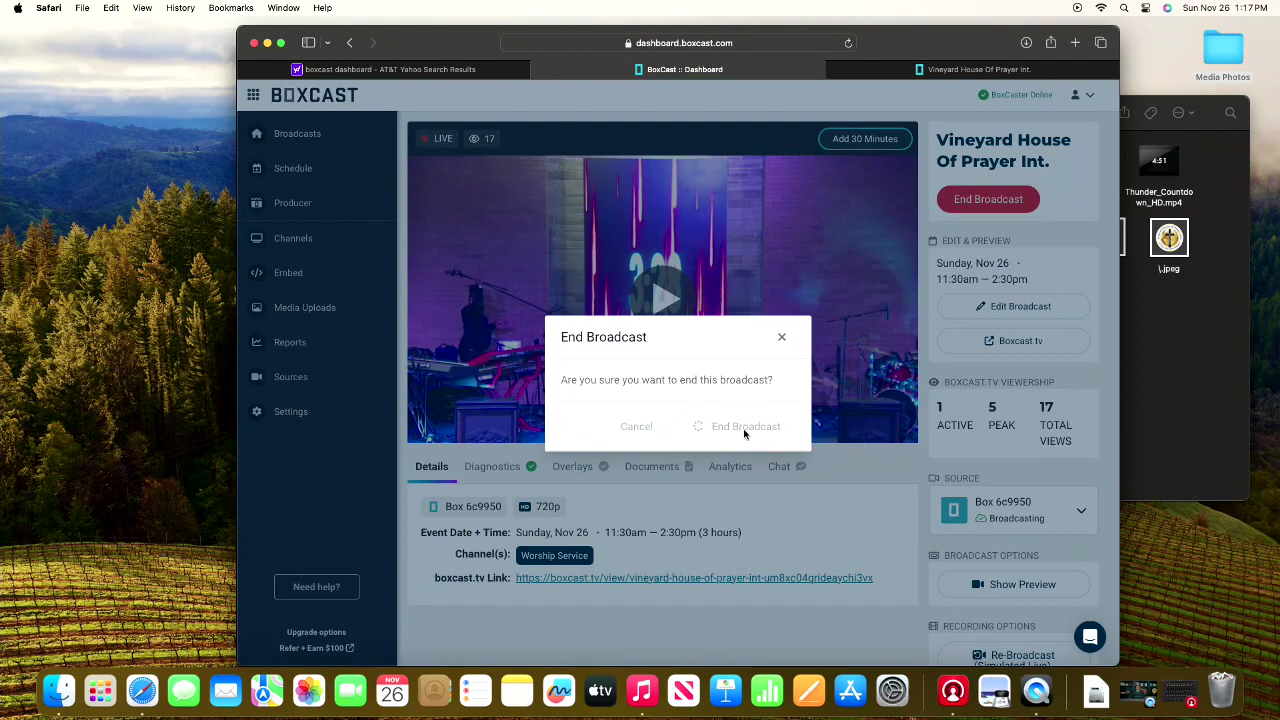 Safari File Edit View History Bookmarks Window Help
Sun Nov 26 1:17 PM
dashboard.boxcast.com
boxcast dashboard - AT&T Yahoo Search Results
BoxCast :: Dashboard
Vineyard House Of Prayer Int.
Media Photos
BOXCAST
BoxCaster Online
Broadcasts
Schedule
Producer
Channels
Embed
Media Uploads
Reports
Sources
Settings
Need help?
Upgrade options
Refer + Earn $100
LIVE 17
Add 30 Minutes
End Broadcast
Are you sure you want to end this broadcast?
Cancel End Broadcast
Details Diagnostics Overlays Documents Analytics Chat
Box 6c9950 HD 720p
Event Date + Time: Sunday, Nov 26 · 11:30am — 2:30pm (3 hours)
Channel(s): Worship Service
boxcast.tv Link: https://boxcast.tv/view/vineyard-house-of-prayer-int-um8xc04qrideaychi3vx
Vineyard House
Of Prayer Int.
End Broadcast
EDIT & PREVIEW
Sunday, Nov 26 ·
11:30am — 2:30pm
Edit Broadcast
Boxcast.tv
BOXCAST.TV VIEWERSHIP
1 5 17
ACTIVE PEAK TOTAL
VIEWS
SOURCE
Box 6c9950
Broadcasting
BROADCAST OPTIONS
Show Preview
RECORDING OPTIONS
Re-Broadcast
(Simulated Live)
4:51
Thunder_Countdo
wn_HD.mp4
\.jpeg
NOV
26
tv